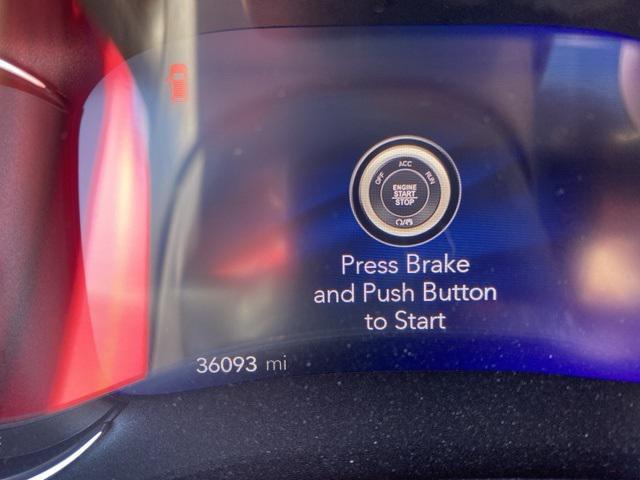 OFF ACC RUN
ENGINE
START
STOP
Press Brake
and Push Button
to Start
36093 mi